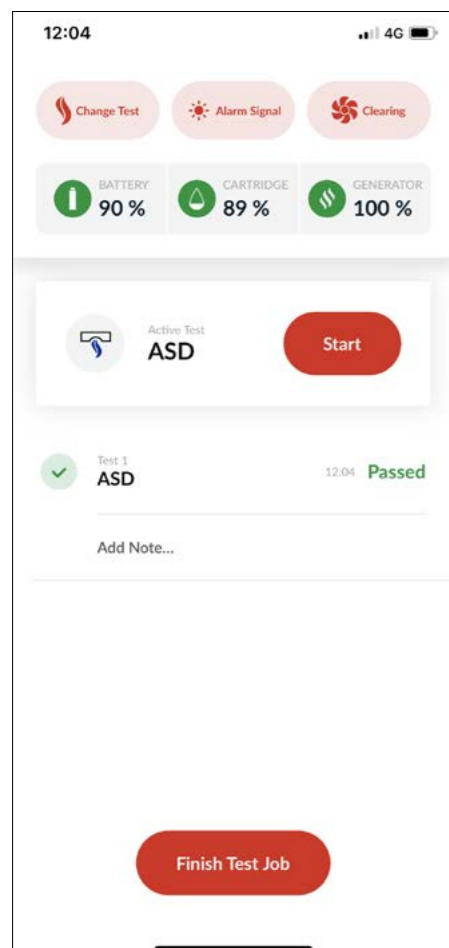 12:04 4G
Change Test Alarm Signal Clearing
BATTERY CARTRIDGE GENERATOR
90 % 89 % 100 %
Active Test
ASD
Start
Test 1
ASD
12:04 Passed
Add Note...
Finish Test Job